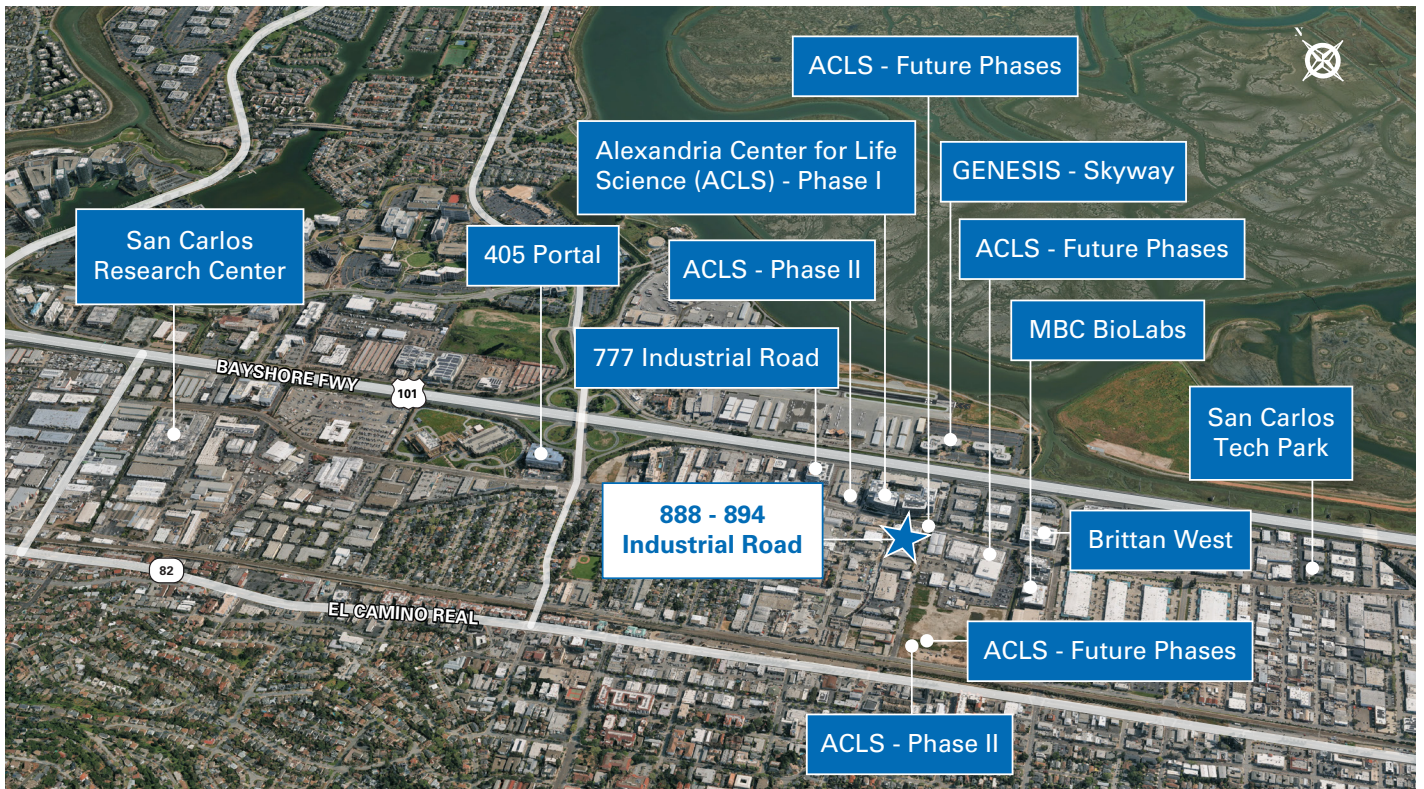 N
ACLS - Future Phases
Alexandria Center for Life
Science (ACLS) - Phase I
GENESIS - Skyway
San Carlos
Research Center
405 Portal
ACLS - Phase II
ACLS - Future Phases
777 Industrial Road
MBC BioLabs
BAYSHORE FWY
101
San Carlos
Tech Park
888 - 894
Industrial Road
Brittan West
82
EL CAMINO REAL
ACLS - Future Phases
ACLS - Phase II